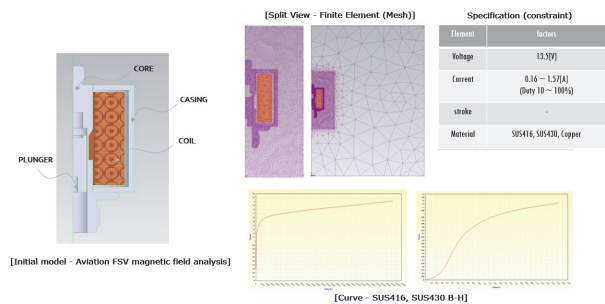 [Split View - Finite Element (Mesh)]
Specification (constraint)
Element
factors
Voltage
13.5[V]
Current
0.16 ~ 1.57[A]
(Duty 10 ~ 100%)
stroke
-
Material
SUS416, SUS430, Copper
CORE
CASING
COIL
PLUNGER
[Initial model - Aviation FSV magnetic field analysis]
[Curve - SUS416, SUS430 B-H]